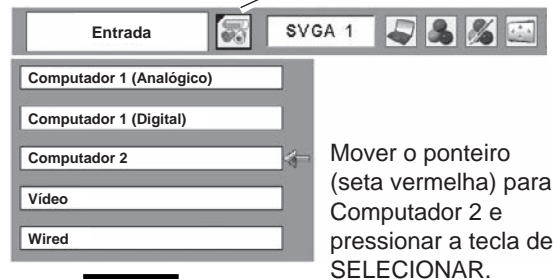 Entrada SVGA 1
Computador 1 (Analógico)
Computador 1 (Digital)
Computador 2
Vídeo
Wired
Mover o ponteiro
(seta vermelha) para
Computador 2 e
pressionar a tecla de
SELECIONAR.